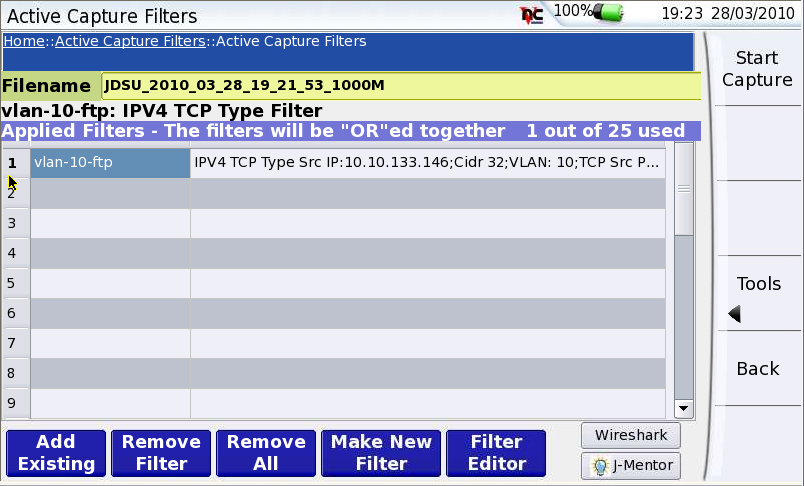 Active Capture Filters
VNC
100%
19:23 28/03/2010
Home::Active Capture Filters::Active Capture Filters
Filename JDSU_2010_03_28_19_21_53_1000M
vlan-10-ftp: IPV4 TCP Type Filter
Applied Filters - The filters will be "OR"ed together 1 out of 25 used
1 vlan-10-ftp IPV4 TCP Type Src IP:10.10.133.146;Cidr 32;VLAN: 10;TCP Src P...
2
3
4
5
6
7
8
9
Add
Existing
Remove
Filter
Remove
All
Make New
Filter
Filter
Editor
Wireshark
J-Mentor
Start
Capture
Tools
Back